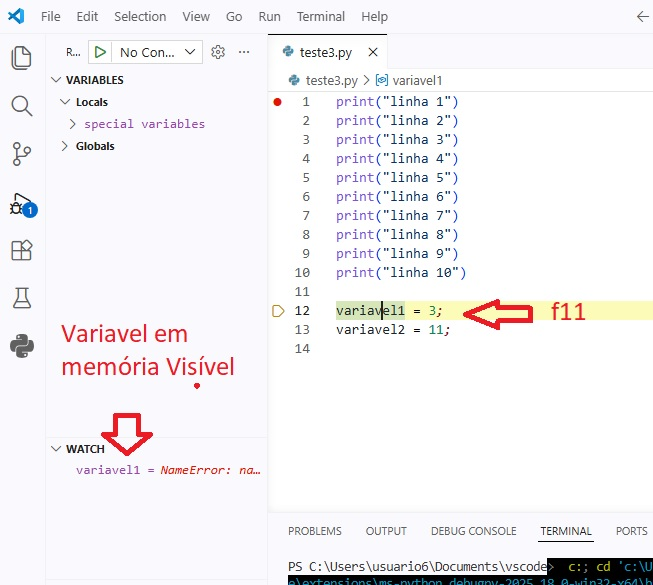 File Edit Selection View Go Run Terminal Help
R... No Con...
VARIABLES
Locals
special variables
Globals
Variavel em
memória Visível
WATCH
variavel1 = NameError: na...
1
teste3.py
teste3.py > variavel1
1 print("linha 1")
2 print("linha 2")
3 print("linha 3")
4 print("linha 4")
5 print("linha 5")
6 print("linha 6")
7 print("linha 7")
8 print("linha 8")
9 print("linha 9")
10 print("linha 10")
11
12 variavel1 = 3; f11
13 variavel2 = 11;
14
PROBLEMS OUTPUT DEBUG CONSOLE TERMINAL PORTS
PS C:\Users\usuario6\Documents\vscode> c:; cd 'c:\U
e\extensions\ms-python.debugpy-2025.18.0-win32-x64\b